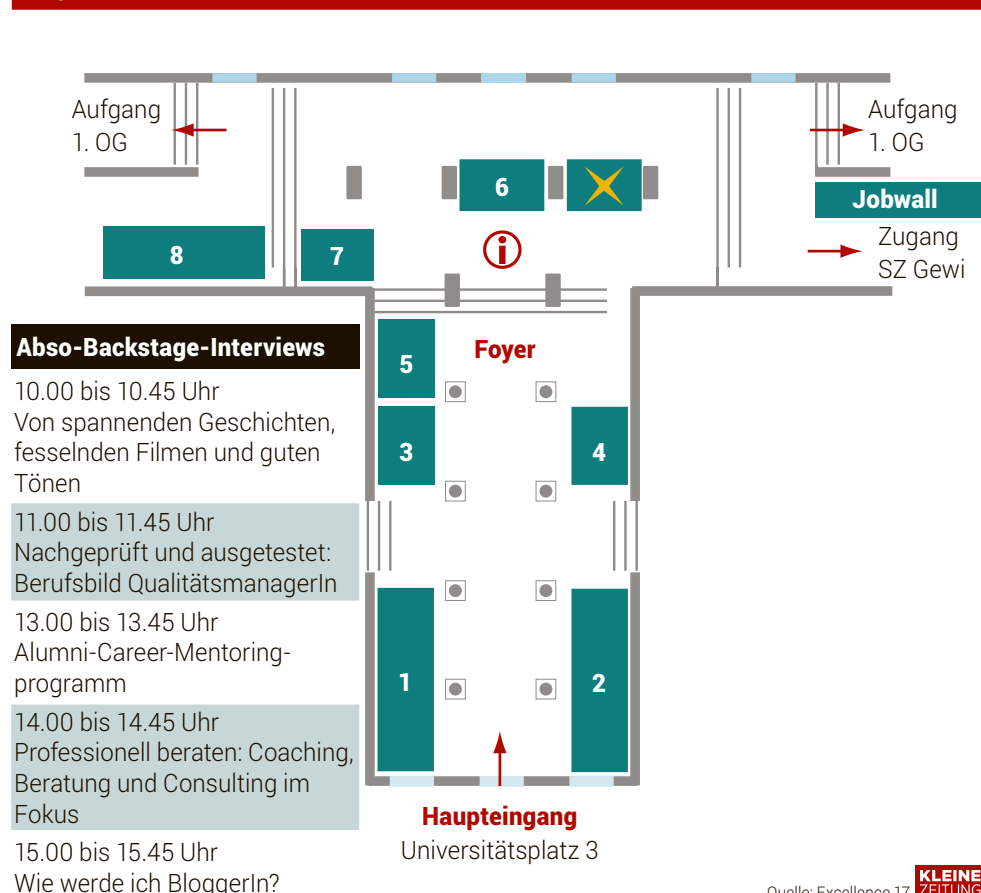 Aufgang
1. OG
Aufgang
1. OG
6
Jobwall
8
7
Zugang
SZ Gewi
Foyer
5
3
4
1
2
Haupteingang
Universitätsplatz 3
Abso-Backstage-Interviews
10.00 bis 10.45 Uhr
Von spannenden Geschichten,
fesselnden Filmen und guten
Tönen
11.00 bis 11.45 Uhr
Nachgeprüft und ausgetestet:
Berufsbild QualitätsmanagerIn
13.00 bis 13.45 Uhr
Alumni-Career-Mentoring-
programm
14.00 bis 14.45 Uhr
Professionell beraten: Coaching,
Beratung und Consulting im
Fokus
15.00 bis 15.45 Uhr
Wie werde ich BloggerIn?
Quelle: Excellence 17
KLEINE
ZEITUNG